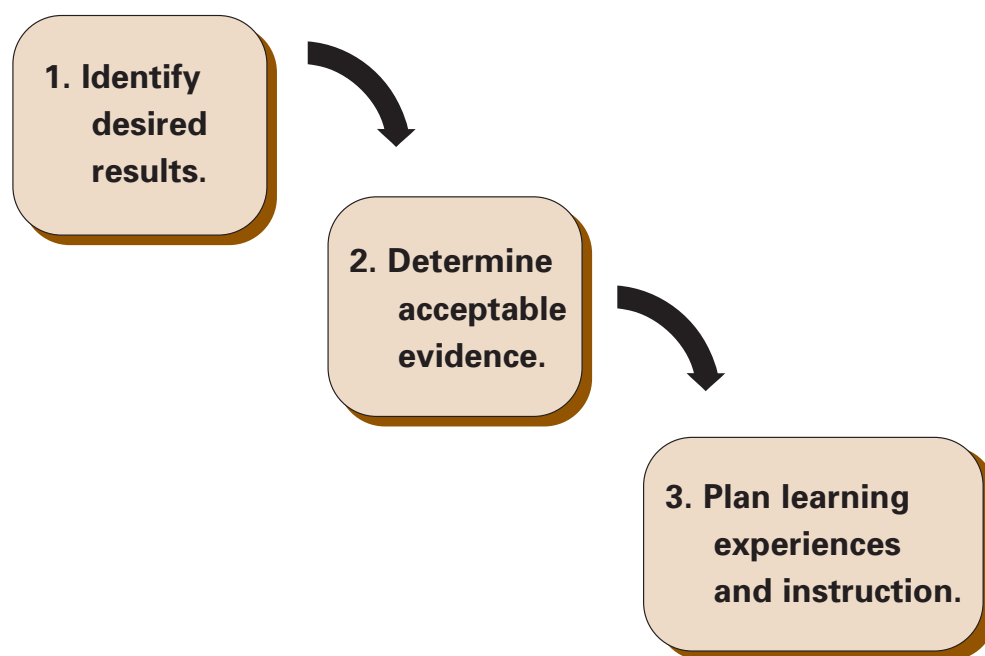 1. Identify
desired
results.
2. Determine
acceptable
evidence.
3. Plan learning
experiences
and instruction.